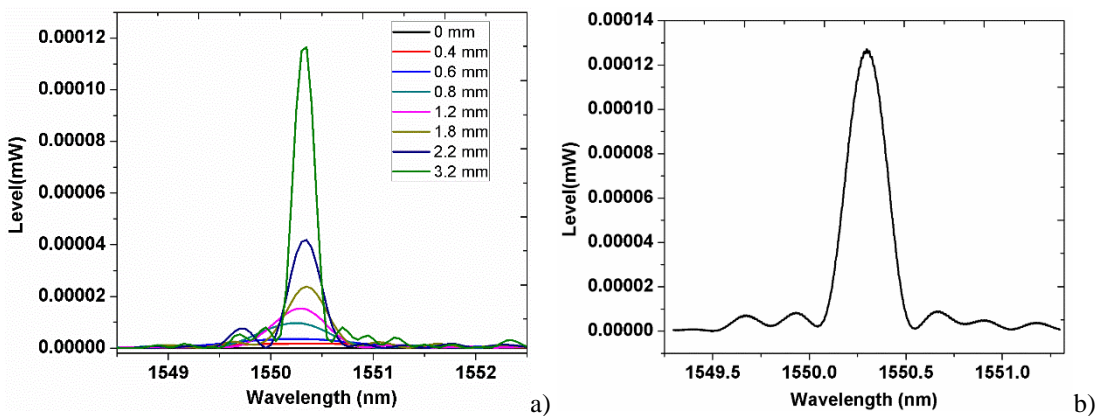 0.00012
0.00010
0.00008
0.00006
0.00004
0.00002
0.00000
Level(mW)
0 mm
0.4 mm
0.6 mm
0.8 mm
1.2 mm
1.8 mm
2.2 mm
3.2 mm
1549
1550
1551
1552
Wavelength (nm)
a)
0.00014
0.00012
0.00010
0.00008
0.00006
0.00004
0.00002
0.00000
Level(mW)
1549.5
1550.0
1550.5
1551.0
Wavelength (nm)
b)